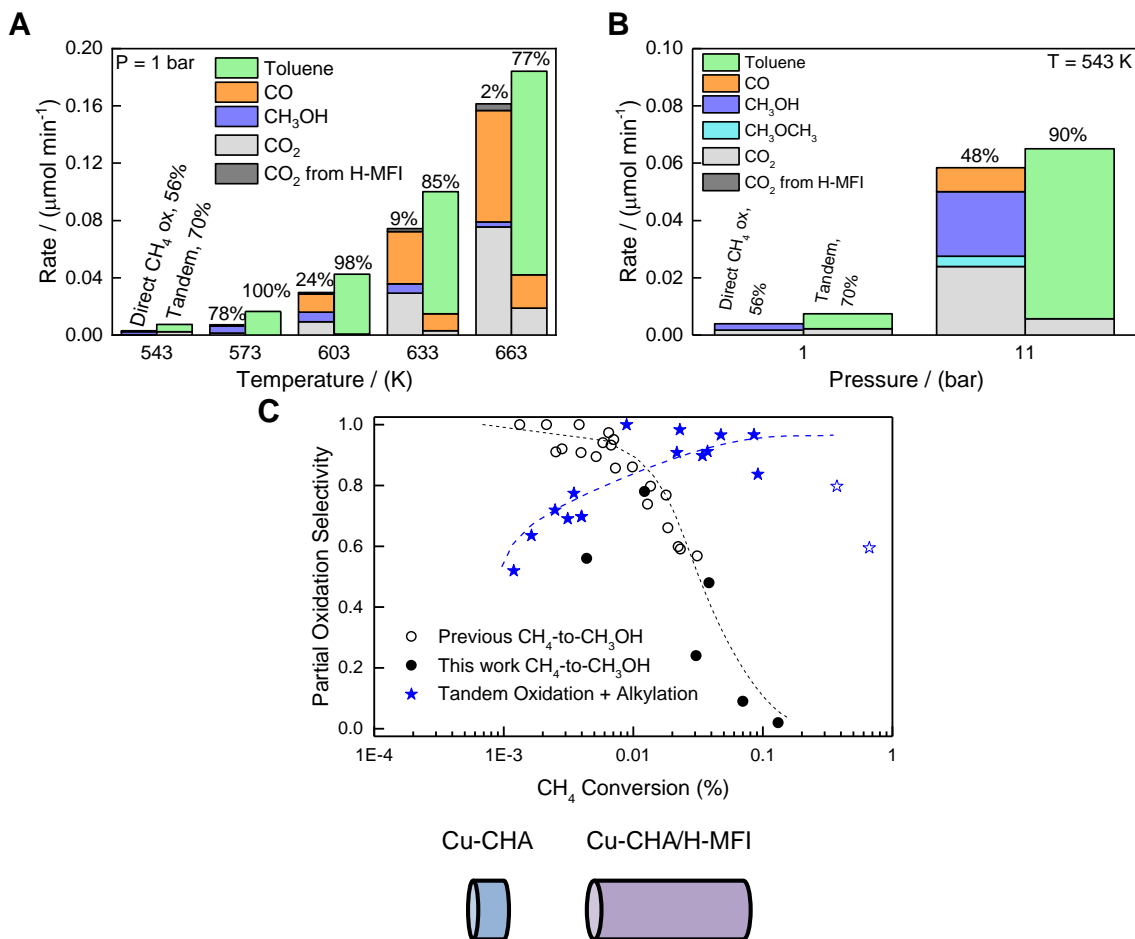 A
P = 1 bar
Toluene
CO
CH₃OH
CO₂
CO₂ from H-MFI
Direct CH₄ ox, 56%
Tandem, 70%
78%
100%
24%
98%
9%
85%
2%
77%
0.20
0.16
0.12
0.08
0.04
0.00
Rate / (μmol min⁻¹)
543 573 603 633 663
Temperature / (K)
B
T = 543 K
Toluene
CO
CH₃OH
CH₃OCH₃
CO₂
CO₂ from H-MFI
Direct CH₄ ox,
56%
Tandem,
70%
48%
90%
0.10
0.08
0.06
0.04
0.02
0.00
Rate / (μmol min⁻¹)
1 11
Pressure / (bar)
C
1.0
0.8
0.6
0.4
0.2
0.0
Partial Oxidation Selectivity
Previous CH₄-to-CH₃OH
This work CH₄-to-CH₃OH
Tandem Oxidation + Alkylation
1E-4 1E-3 0.01 0.1 1
CH₄ Conversion (%)
Cu-CHA
Cu-CHA/H-MFI